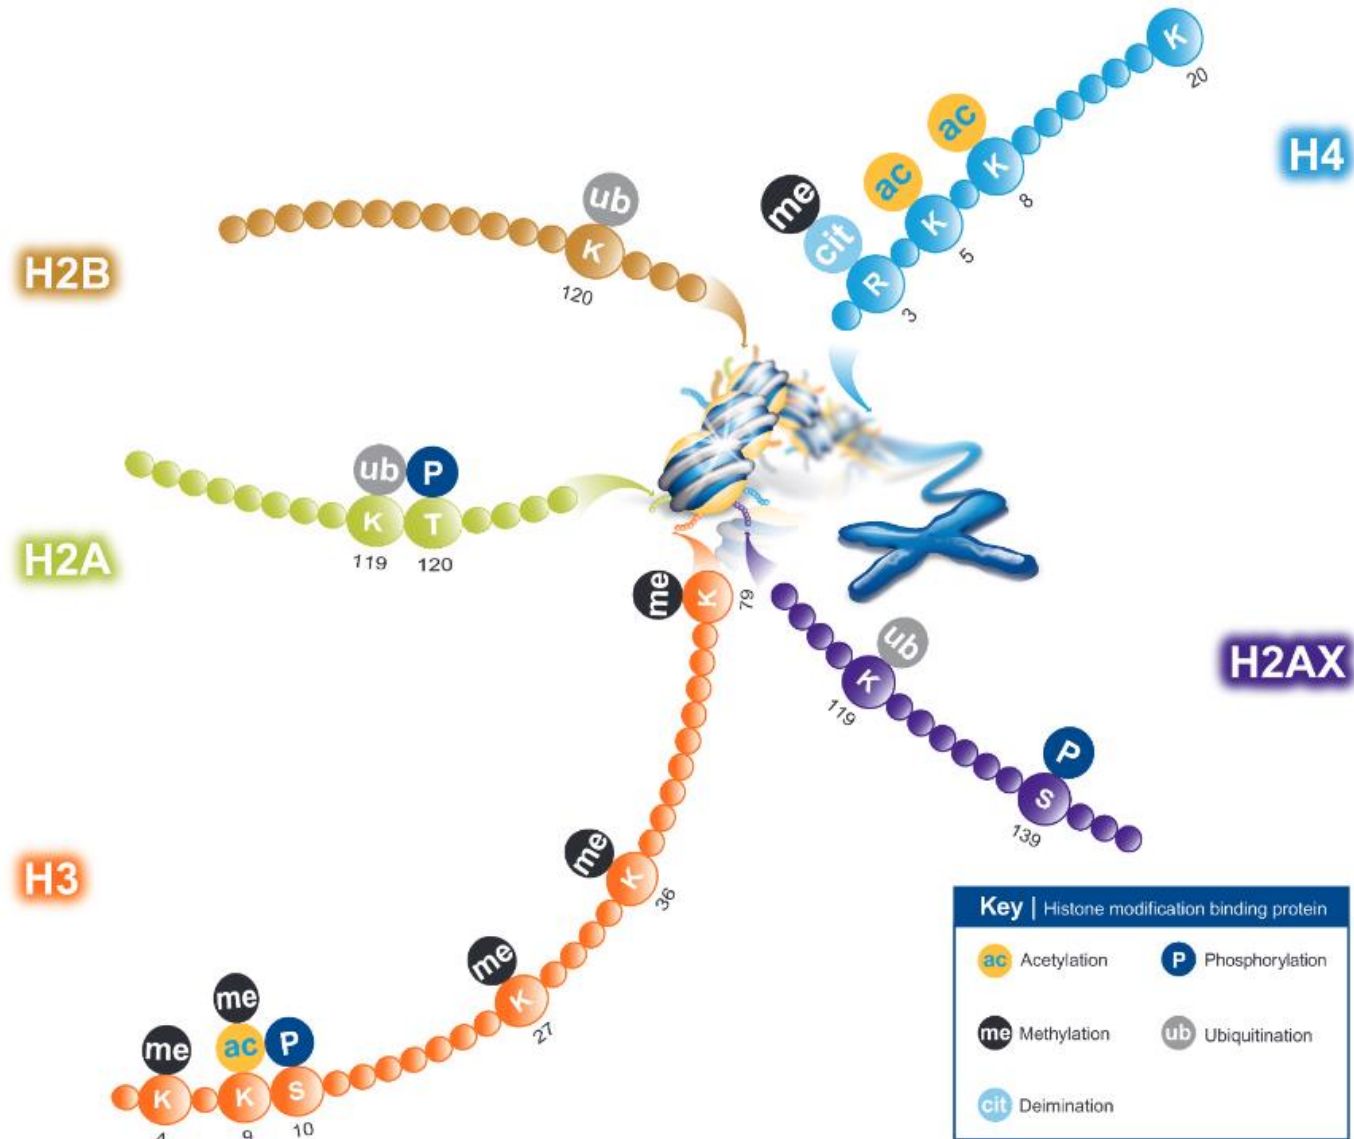 K
20
ac
H4
ac
K
8
me
ub
cit
K
5
H2B
K
R
3
120
ub
P
K
T
H2A
119
120
me
K
79
ub
H2AX
K
119
P
S
139
me
K
36
H3
me
K
27
me
me
ac
P
K
K
S
4
9
10
Key | Histone modification binding protein
ac Acetylation
P Phosphorylation
me Methylation
ub Ubiquitination
cit Deimination